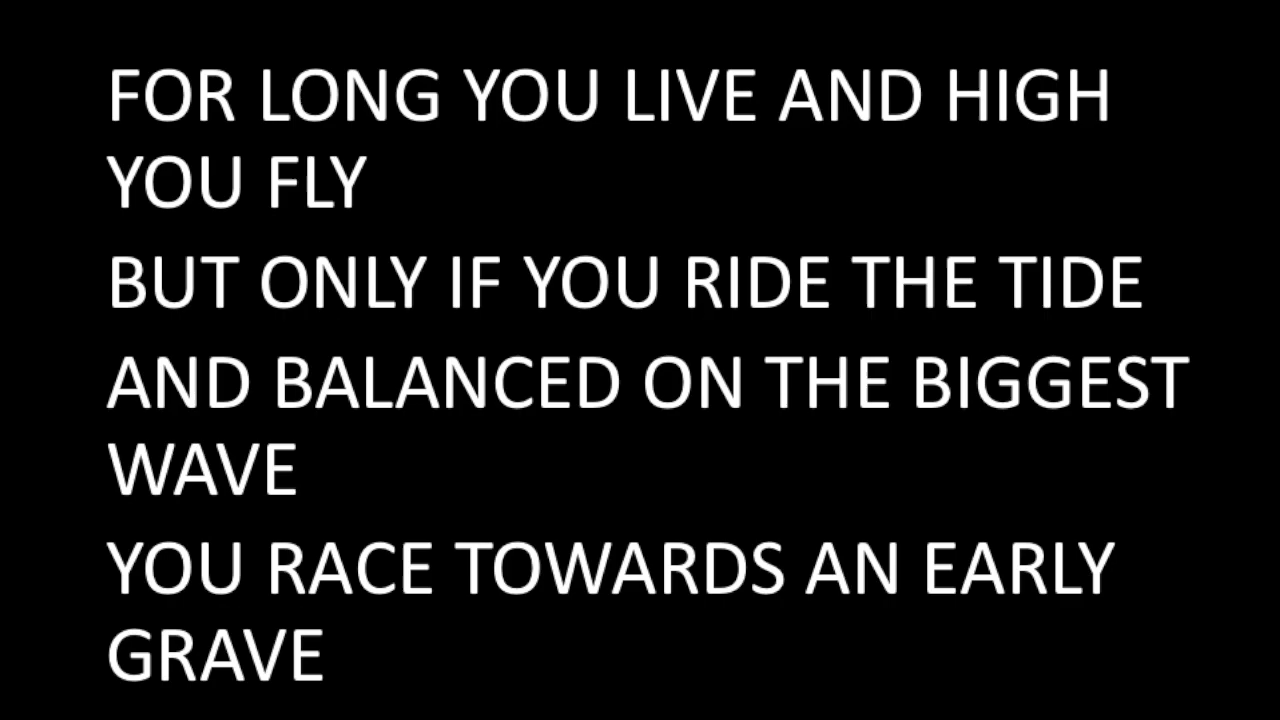 FOR LONG YOU LIVE AND HIGH
YOU FLY
BUT ONLY IF YOU RIDE THE TIDE
AND BALANCED ON THE BIGGEST
WAVE
YOU RACE TOWARDS AN EARLY
GRAVE